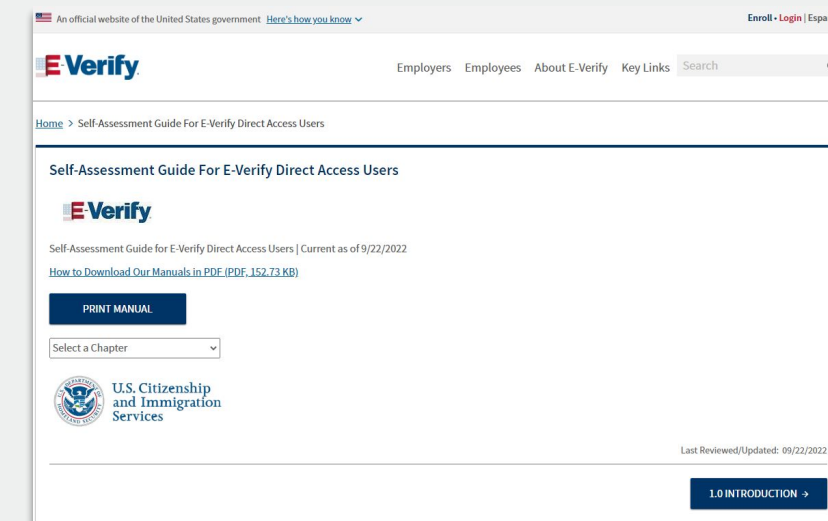 An official website of the United States government Here's how you know
Enroll • Login | Espa
E-Verify
Employers Employees About E-Verify Key Links Search
Home > Self-Assessment Guide For E-Verify Direct Access Users
Self-Assessment Guide For E-Verify Direct Access Users
E-Verify
Self-Assessment Guide for E-Verify Direct Access Users | Current as of 9/22/2022
How to Download Our Manuals in PDF (PDF, 152.73 KB)
PRINT MANUAL
Select a Chapter
U.S. Citizenship
and Immigration
Services
Last Reviewed/Updated: 09/22/2022
1.0 INTRODUCTION →